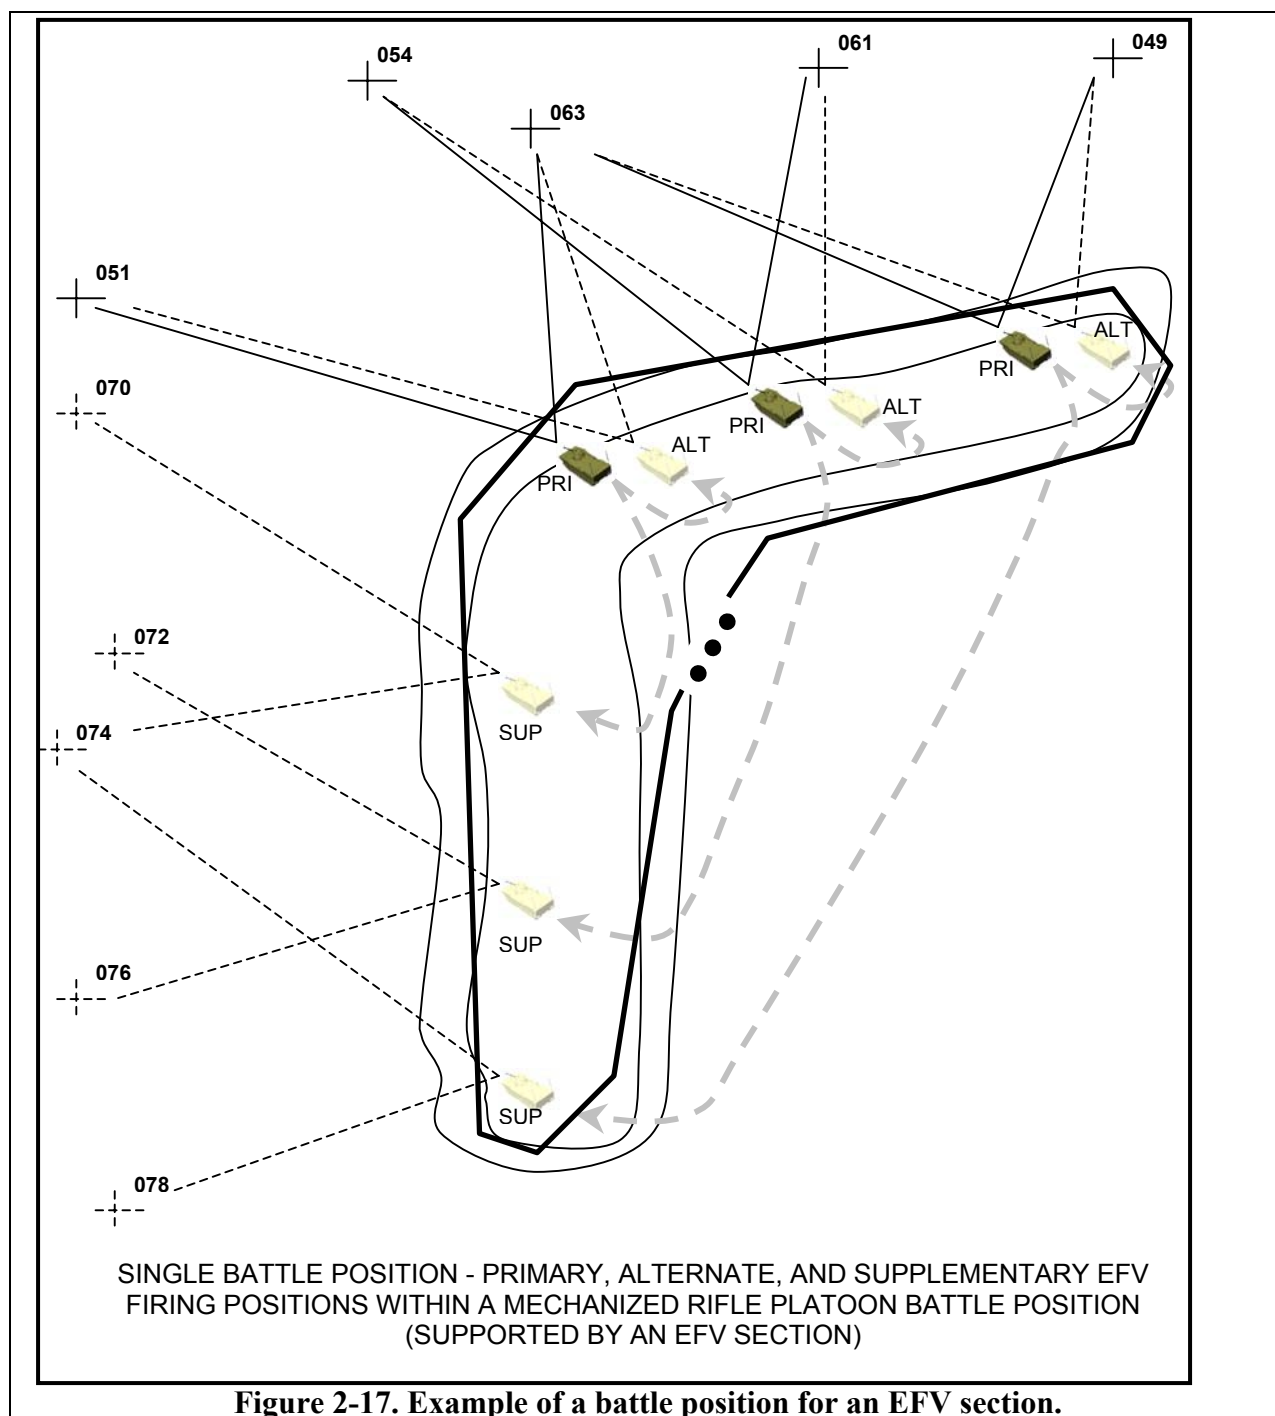 054
061
049
063
051
ALT
PRI
070
PRI
ALT
ALT
PRI
072
074
SUP
SUP
076
SUP
078
SINGLE BATTLE POSITION - PRIMARY, ALTERNATE, AND SUPPLEMENTARY EFV
FIRING POSITIONS WITHIN A MECHANIZED RIFLE PLATOON BATTLE POSITION
(SUPPORTED BY AN EFV SECTION)
Figure 2-17. Example of a battle position for an EFV section.